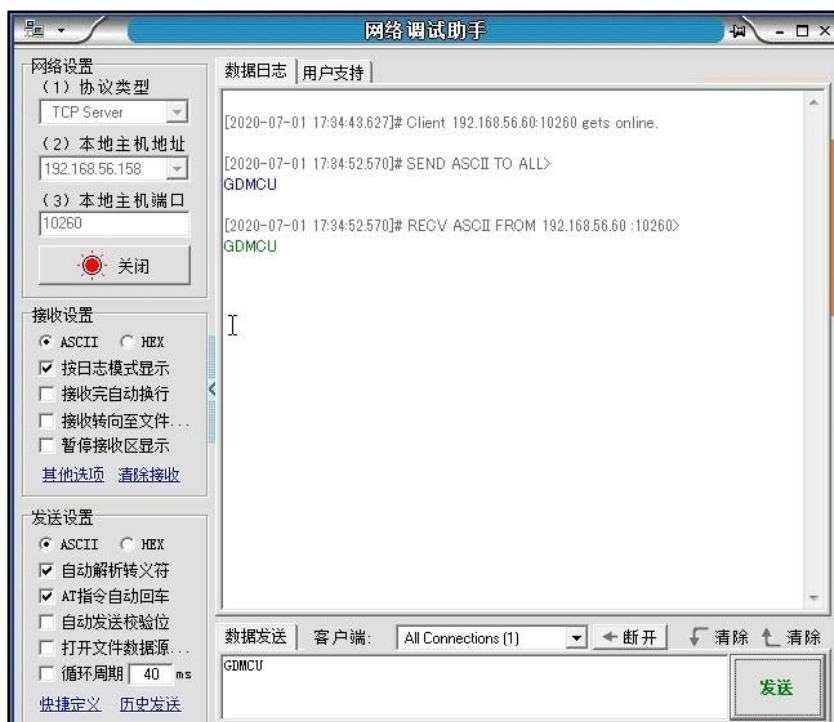 网络调试助手
网络设置
(1) 协议类型
TCP Server
(2) 本地主机地址
192.168.56.158
(3) 本地主机端口
10260
关闭
接收设置
ASCII HEX
按日志模式显示
接收完自动换行
接收转向至文件...
暂停接收区显示
其他选项 清除接收
发送设置
ASCII HEX
自动解析转义符
AT指令自动回车
自动发送校验位
打开文件数据源...
循环周期 40 ms
快捷定义 历史发送
数据日志 用户支持
[2020-07-01 17:34:43.627]# Client 192.168.56.60:10260 gets online.
[2020-07-01 17:34:52.570]# SEND ASCII TO ALL>
GDMCU
[2020-07-01 17:34:52.570]# RECV ASCII FROM 192.168.56.60 :10260>
GDMCU
数据发送 客户端: All Connections (1) 断开 清除 清除
GDMCU
发送